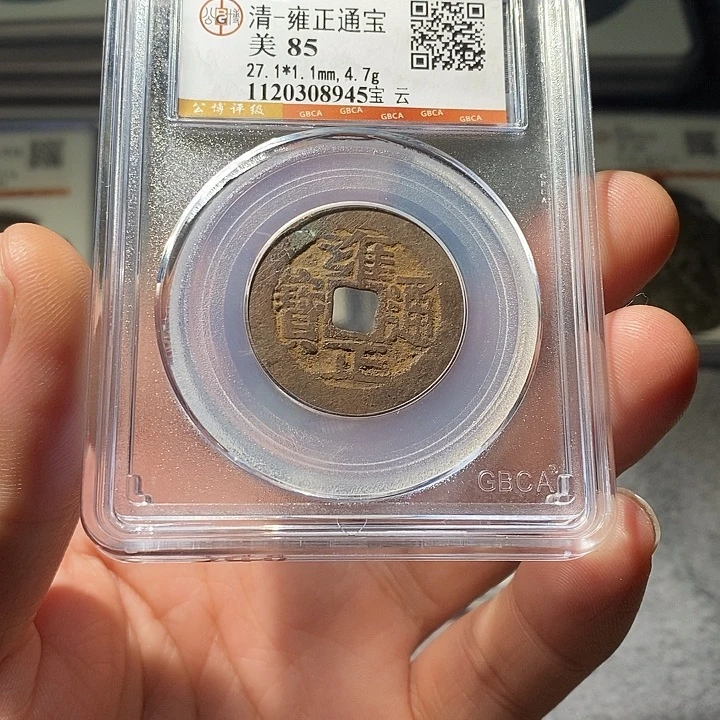 公博
清-雍正通宝
美 85
27.1*1.1mm,4.7g
1120308945宝 云
公博评级 GBCA GBCA GBCA GBCA GBCA
GBCA
雍正通寶
GBCA